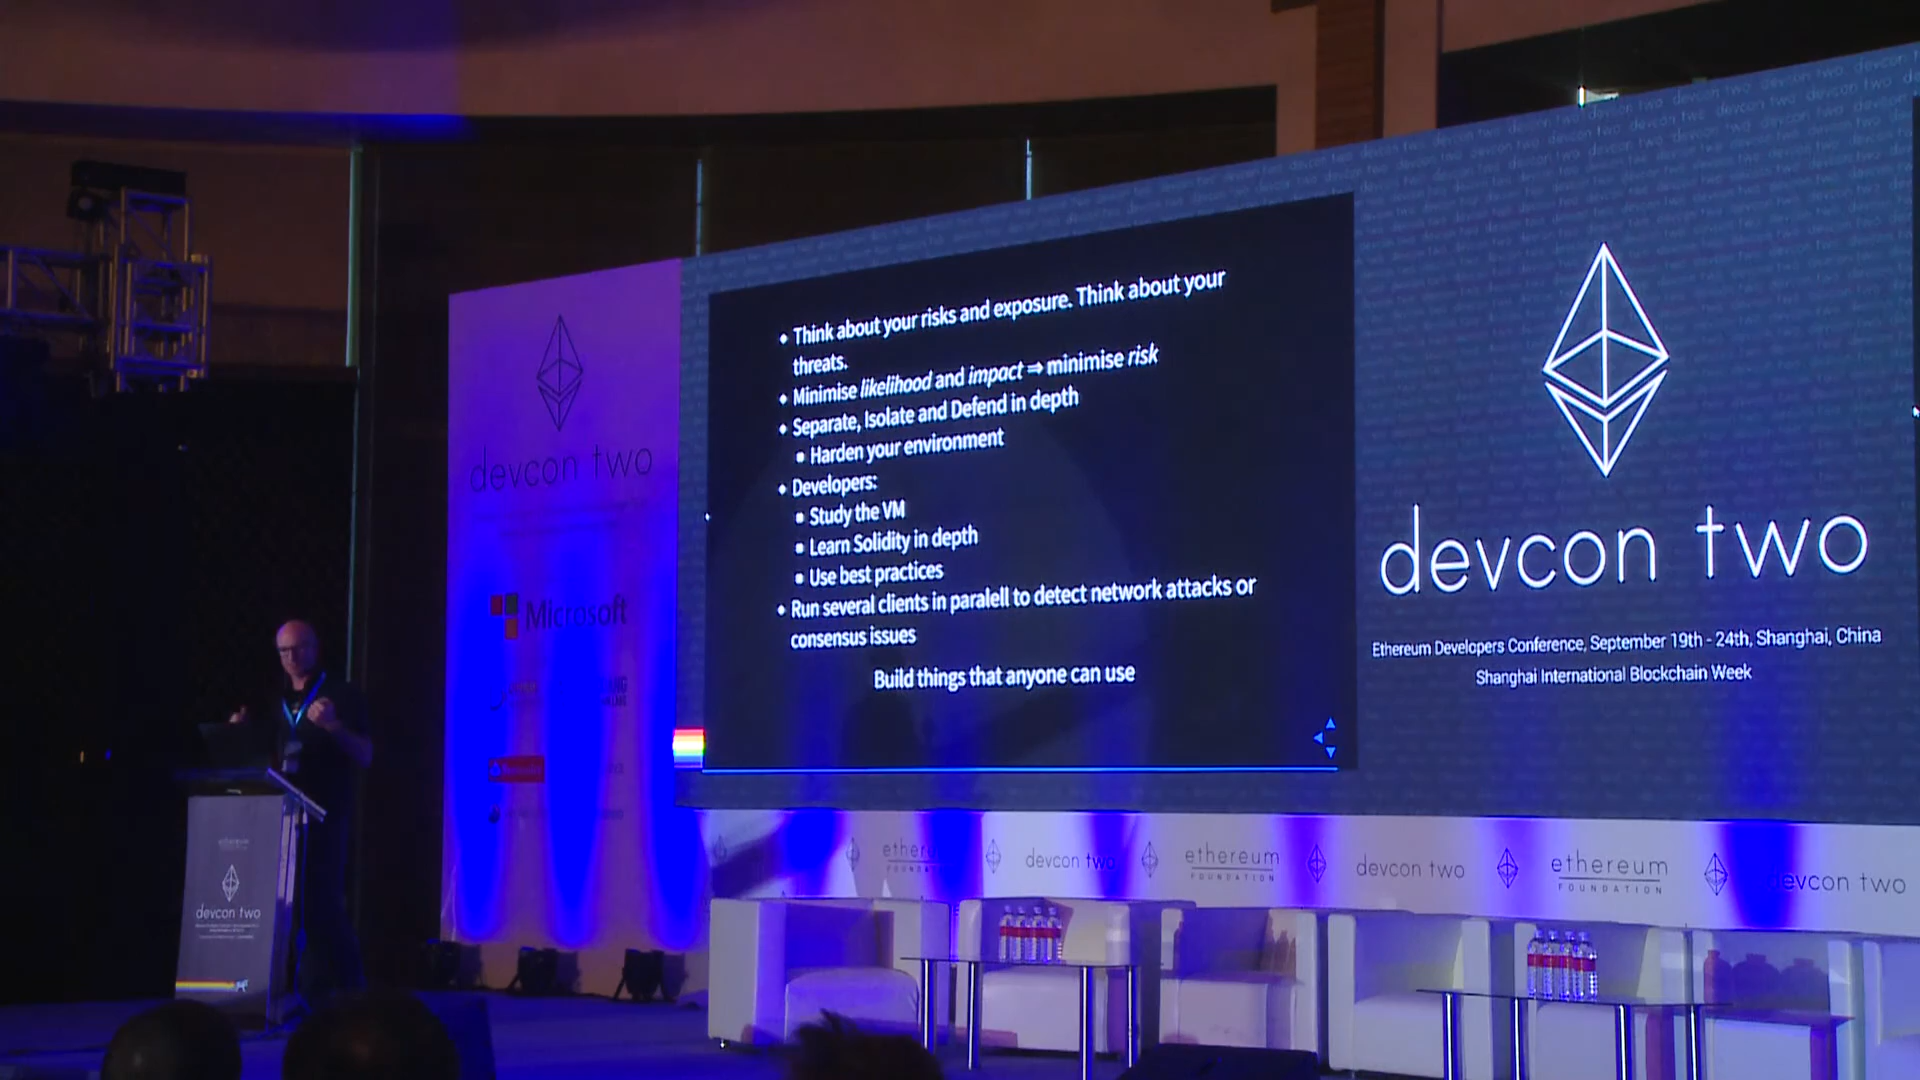 devcon two
Microsoft
• Think about your risks and exposure. Think about your
threats.
• Minimise likelihood and impact ⇒ minimise risk
• Separate, Isolate and Defend in depth
▪ Harden your environment
• Developers:
▪ Study the VM
▪ Learn Solidity in depth
▪ Use best practices
• Run several clients in paralell to detect network attacks or
consensus issues
Build things that anyone can use
devcon two
Ethereum Developers Conference, September 19th - 24th, Shanghai, China
Shanghai International Blockchain Week
ethereum FOUNDATION
devcon two
ethereum FOUNDATION
devcon two
ethereum FOUNDATION
devcon two
ethereum
devcon two